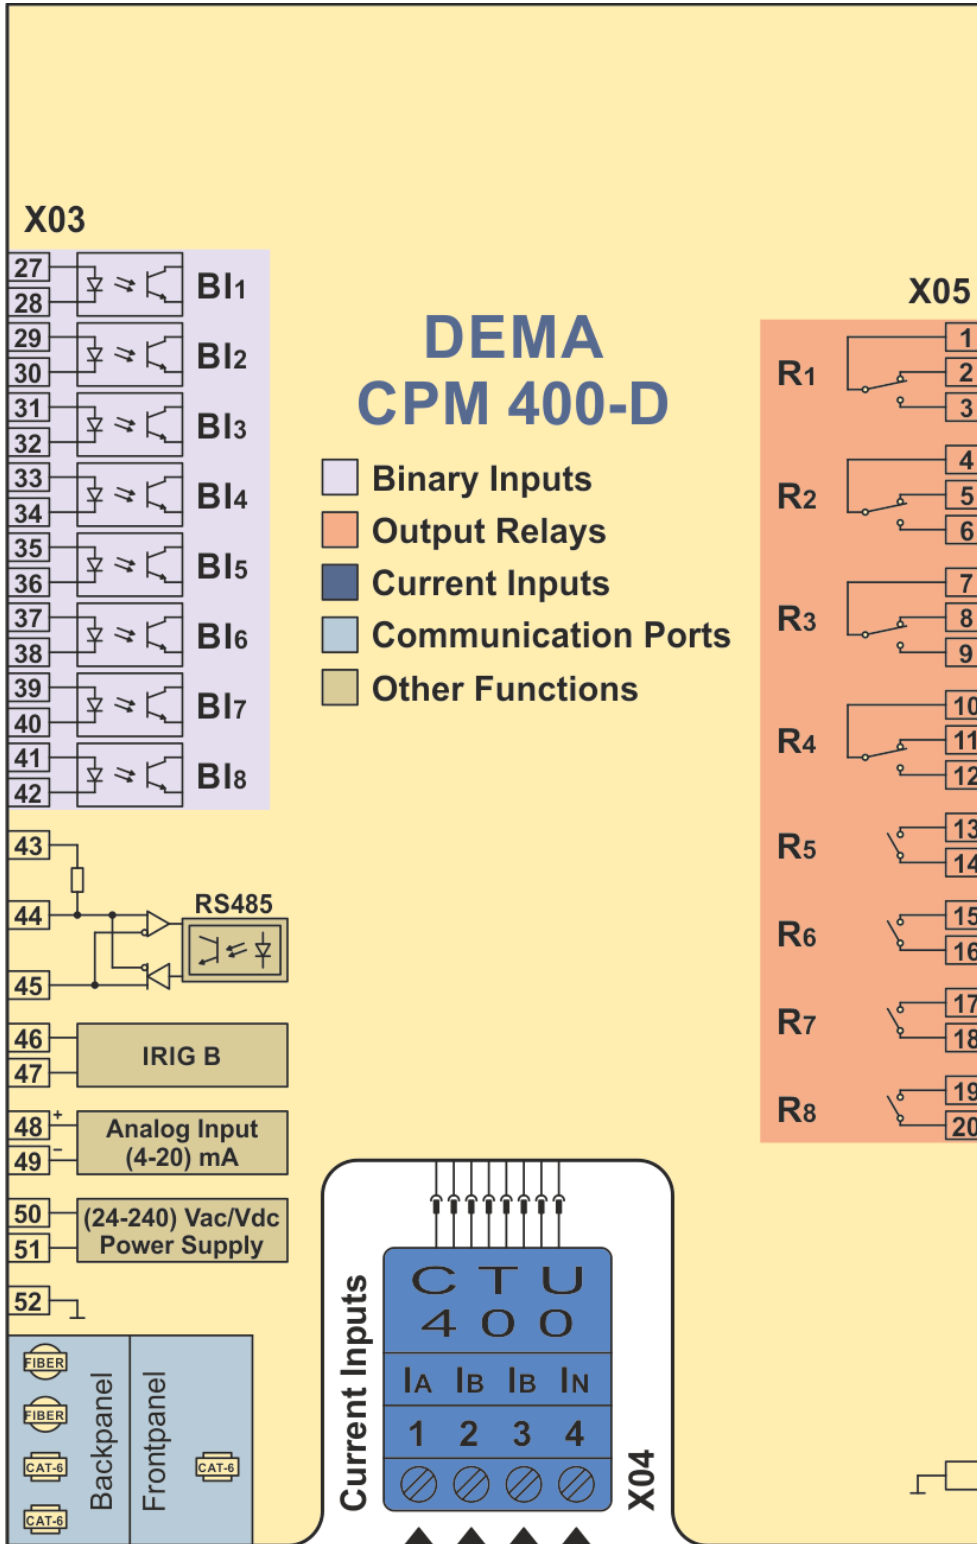 X03
27
28
BI1
29
30
BI2
31
32
BI3
33
34
BI4
35
36
BI5
37
38
BI6
39
40
BI7
41
42
BI8
43
44
45
RS485
46
47
IRIG B
48 +
49 −
Analog Input
(4-20) mA
50
51
(24-240) Vac/Vdc
Power Supply
52
FIBER
FIBER
CAT-6
CAT-6
Backpanel
Frontpanel
CAT-6
DEMA
CPM 400-D
Binary Inputs
Output Relays
Current Inputs
Communication Ports
Other Functions
Current Inputs
C T U
4 0 0
IA IB IB IN
1 2 3 4
X04
X05
R1
1
2
3
R2
4
5
6
R3
7
8
9
R4
10
11
12
R5
13
14
R6
15
16
R7
17
18
R8
19
20